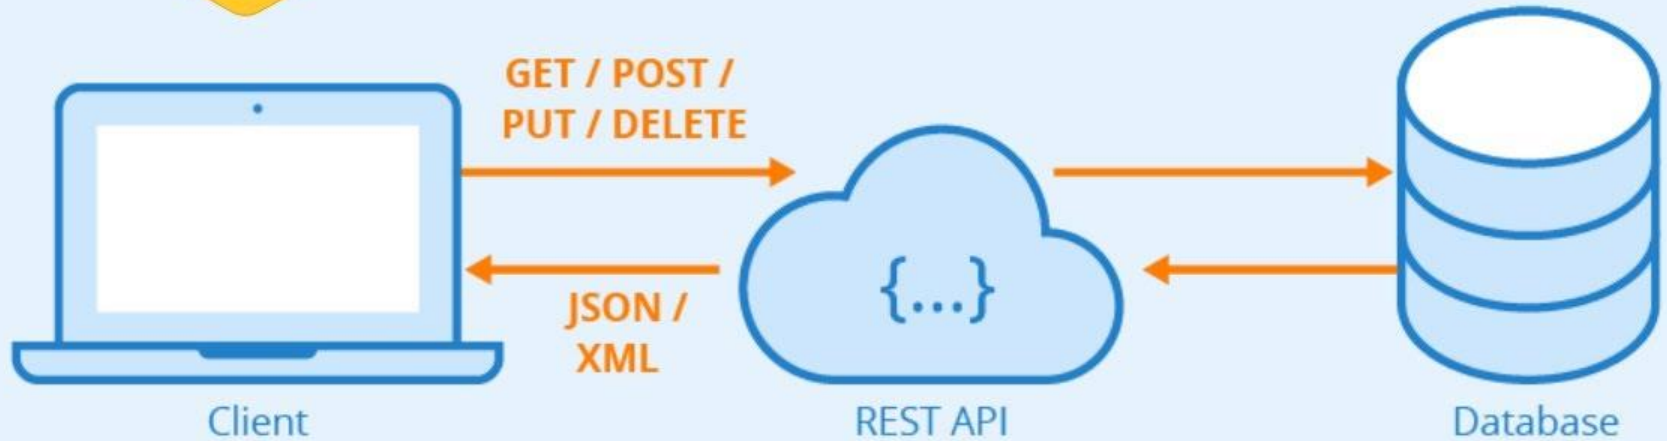 GET / POST /
PUT / DELETE
{...}
JSON /
XML
Client
REST API
Database